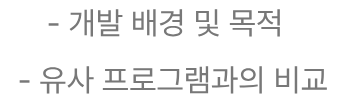 - 개발 배경 및 목적
- 유사 프로그램과의 비교